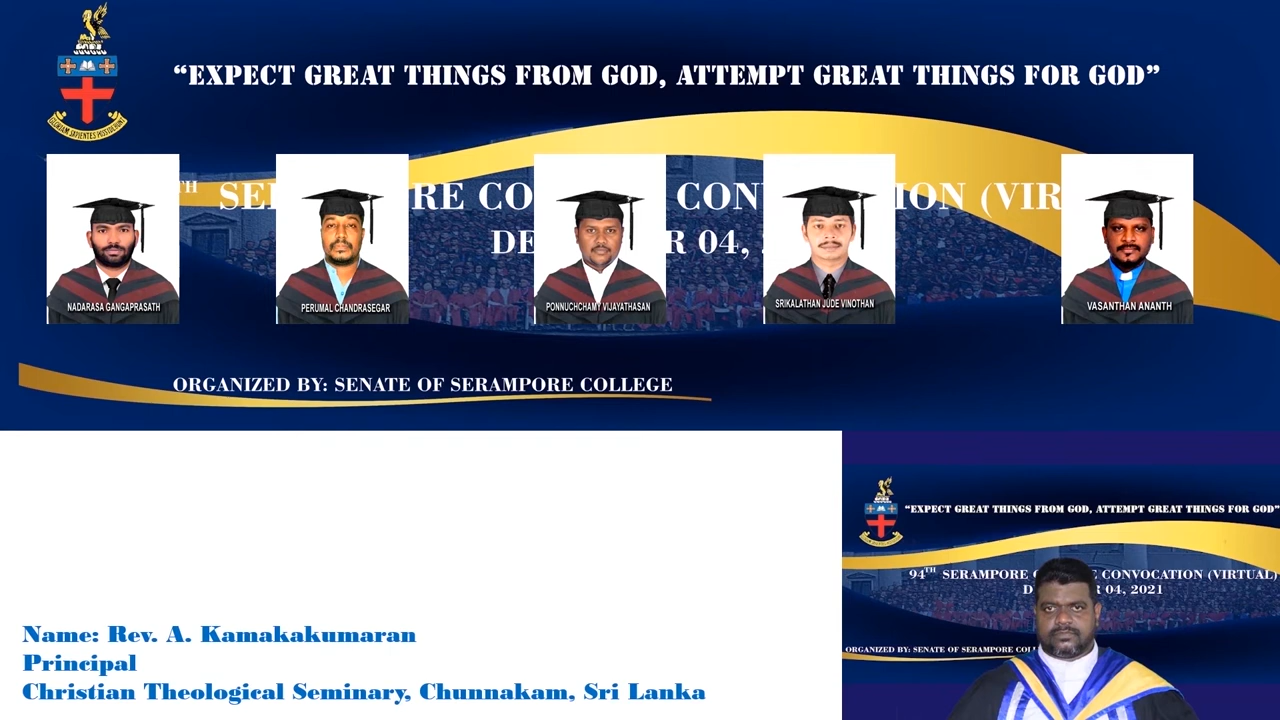 “EXPECT GREAT THINGS FROM GOD, ATTEMPT GREAT THINGS FOR GOD”
TH
DE R 04,
NADARASA GANGAPRASATH
PERUMAL CHANDRASEGAR
PONNUCHCHAMY VIJAYATHASAN
SRIKALATHAN JUDE VINOTHAN
VASANTHAN ANANTH
ORGANIZED BY: SENATE OF SERAMPORE COLLEGE
Name: Rev. A. Kamakakumaran
Principal
Christian Theological Seminary, Chunnakam, Sri Lanka
“EXPECT GREAT THINGS FROM GOD, ATTEMPT GREAT THINGS FOR GOD”
94TH SERAMPORE CONVOCATION (VIRTUAL)
04, 2021
ORGANIZED BY: SENATE OF SERAMPORE